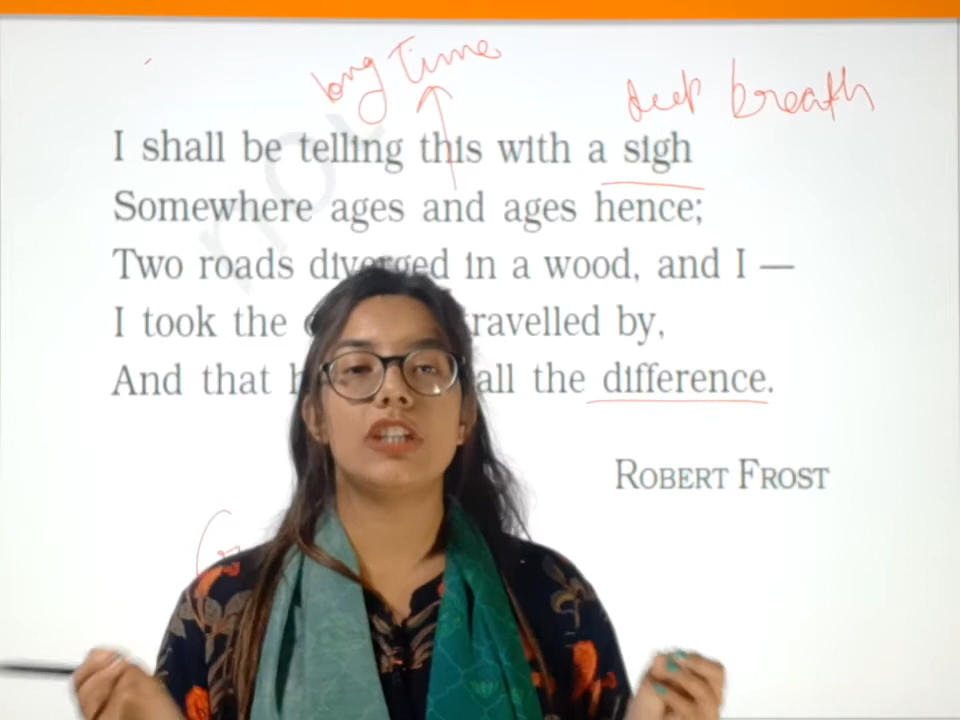 long time
deep breath
I shall be telling this with a sigh
Somewhere ages and ages hence;
Two roads diverged in a wood, and I —
I took the travelled by,
And that all the difference.
ROBERT FROST
not